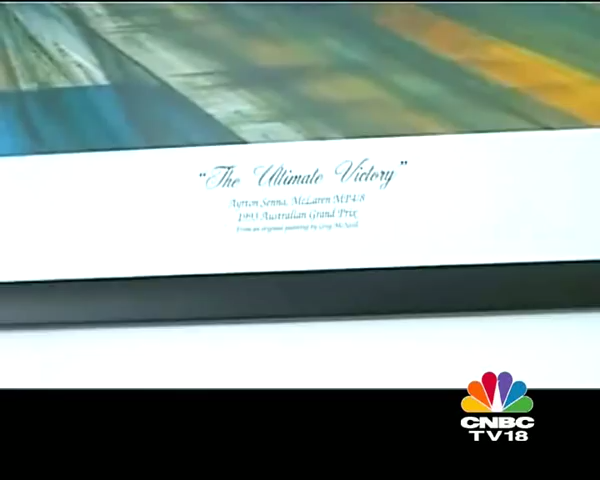 “The Ultimate Victory”
Ayrton Senna, McLaren MP4/8
1993 Australian Grand Prix
From an original painting by Greg
CNBC
TV18